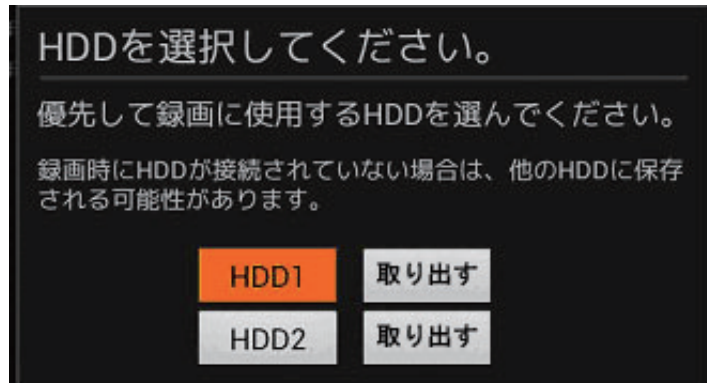 HDDを選択してください。
優先して録画に使用するHDDを選んでください。
録画時にHDDが接続されていない場合は、他のHDDに保存
される可能性があります。
HDD1 取り出す
HDD2 取り出す